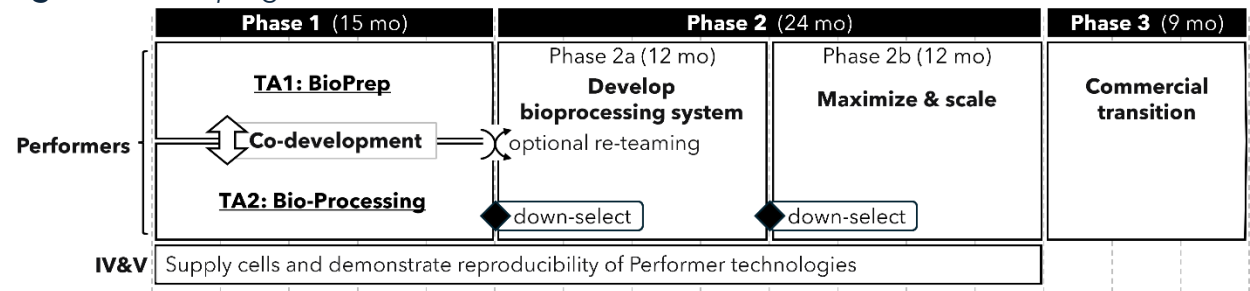 Phase 1 (15 mo)
Phase 2 (24 mo)
Phase 3 (9 mo)
Performers
TA1: BioPrep
Co-development
TA2: Bio-Processing
Phase 2a (12 mo)
Develop
bioprocessing system
optional re-teaming
down-select
Phase 2b (12 mo)
Maximize & scale
down-select
Commercial
transition
IV&V
Supply cells and demonstrate reproducibility of Performer technologies